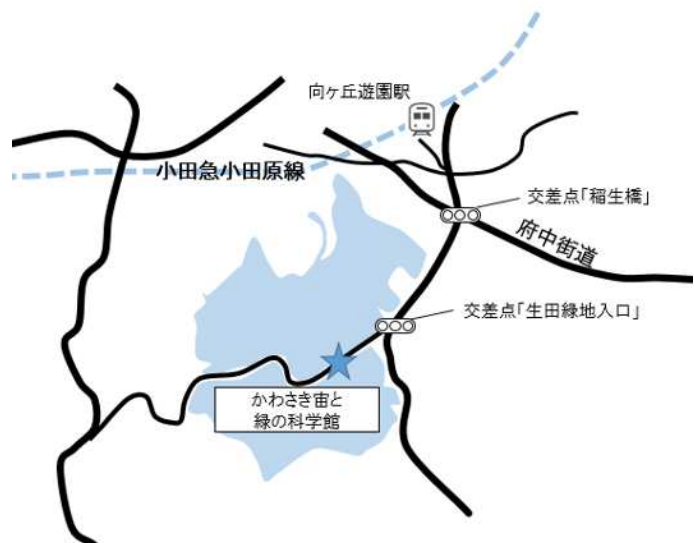 向ヶ丘遊園駅
小田急小田原線
交差点「稲生橋」
府中街道
交差点「生田緑地入口」
かわさき宙と
緑の科学館